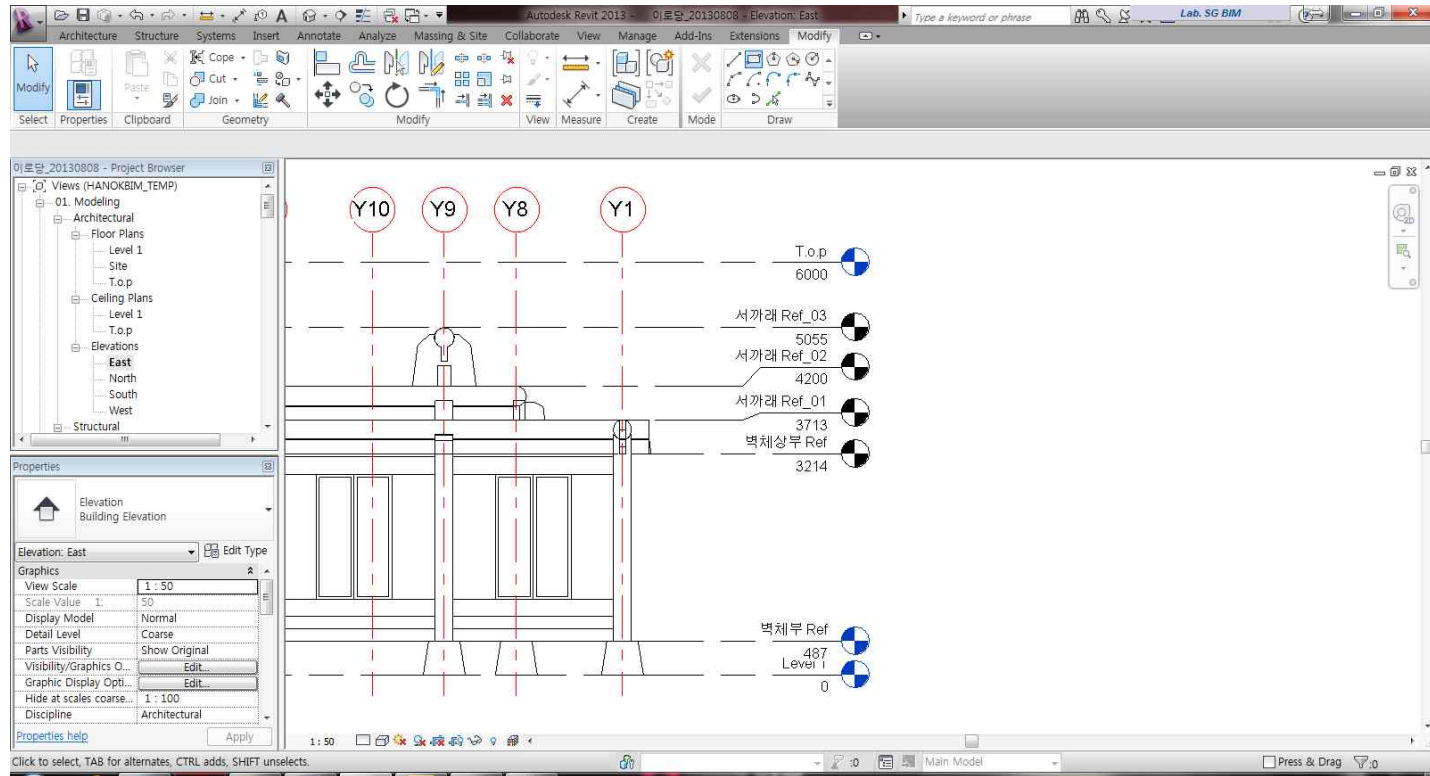 Autodesk Revit 2013 - 이로당_20130808 - Elevation: East
Type a keyword or phrase
Lab. SG BIM
Architecture Structure Systems Insert Annotate Analyze Massing & Site Collaborate View Manage Add-Ins Extensions Modify
Modify
Paste
Cope
Cut
Join
Select Properties Clipboard Geometry Modify View Measure Create Mode Draw
이로당_20130808 - Project Browser
Views (HANOKBIM_TEMP)
01. Modeling
Architectural
Floor Plans
Level 1
Site
T.o.p
Ceiling Plans
Level 1
T.o.p
Elevations
East
North
South
West
Structural
Properties
Elevation
Building Elevation
Elevation: East
Edit Type
Graphics
View Scale 1 : 50
Scale Value 1: 50
Display Model Normal
Detail Level Coarse
Parts Visibility Show Original
Visibility/Graphics O... Edit...
Graphic Display Opti... Edit...
Hide at scales coarse... 1 : 100
Discipline Architectural
Properties help
Apply
Y10 Y9 Y8 Y1
T.o.p
6000
서까래 Ref_03
5055
서까래 Ref_02
4200
서까래 Ref_01
3713
벽체상부 Ref
3214
벽체부 Ref
487
Level 1
0
1 : 50
Click to select, TAB for alternates, CTRL adds, SHIFT unselects.
:0
Main Model
Press & Drag
:0